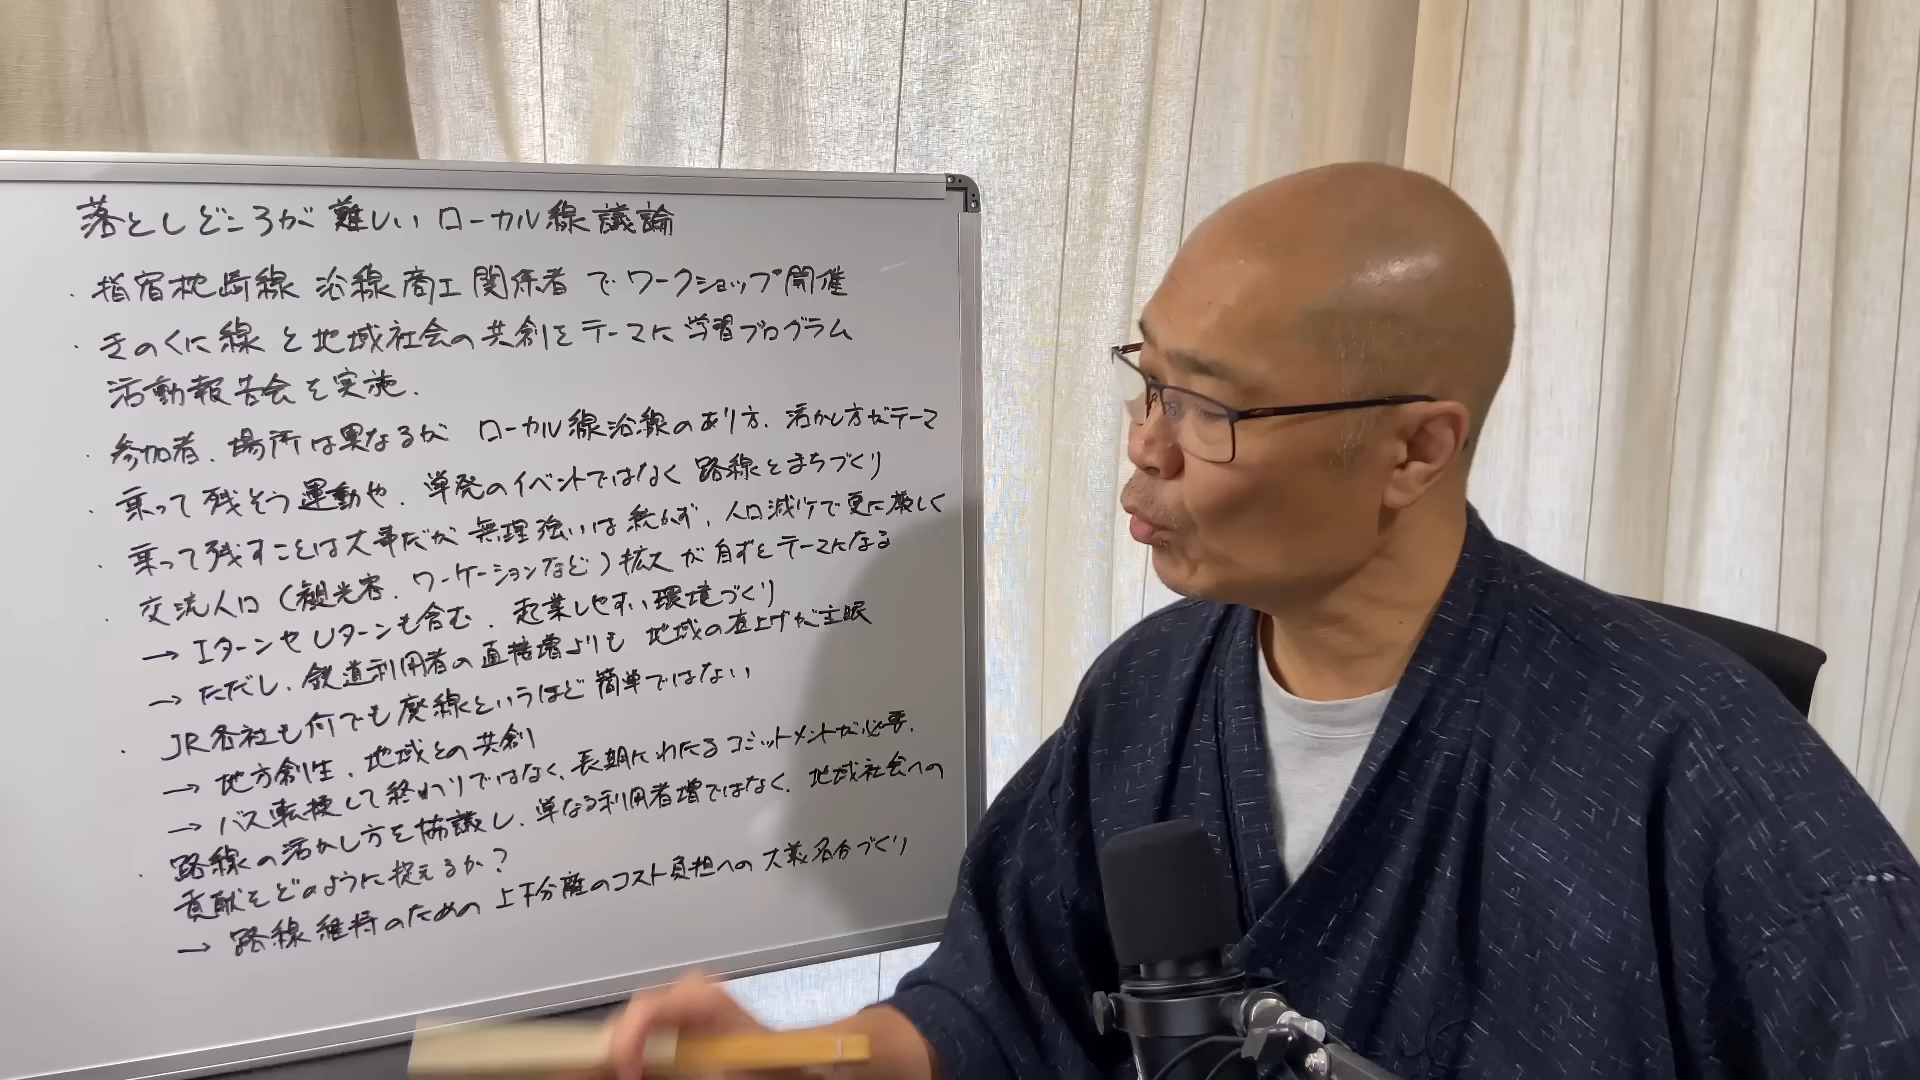 落としどころが難しいローカル線議論
・指宿枕崎線 沿線商工関係者でワークショップ開催
・きのくに線と地域社会の共創をテーマに学習プログラム
活動報告会を実施.
・参加者、場所は異なるが ローカル線沿線のあり方、活かし方がテーマ
・乗って残そう運動や、単発のイベントではなく路線とまちづくり
・乗って残すことは大事だが無理強いは続かず、人口減少で更に厳しく
・交流人口(観光客、ワーケーションなど)拡大が自ずとテーマになる
→ IターンやUターンも含む、起業しやすい環境づくり
→ ただし、鉄道利用者の直接増よりも 地域の底上げが主眼
・JR各社も何でも廃線というほど簡単ではない
→ 地方創生、地域との共創
→ バス転換して終わりではなく、長期にわたるコミットメントが必要.
・路線の活かし方を協議し、単なる利用者増ではなく、地域社会への
貢献をどのように捉えるか?
→ 路線維持のための上下分離のコスト負担への大義名分づくり